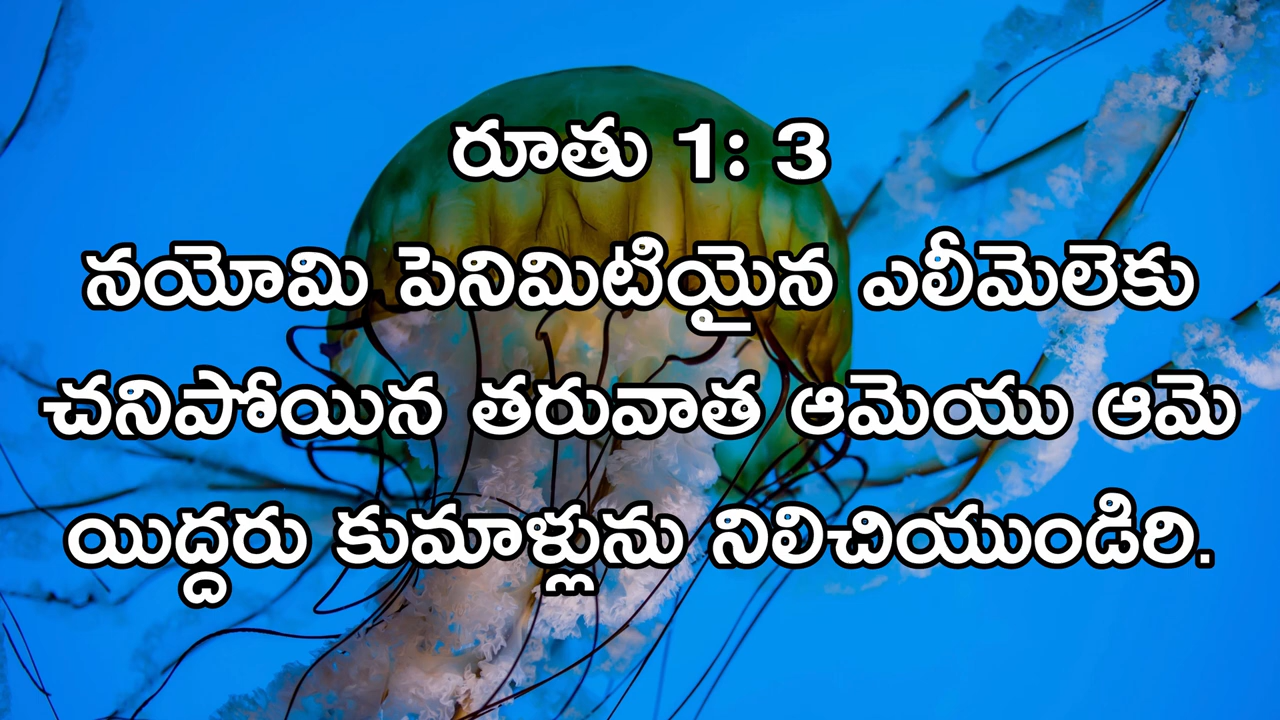 రూతు 1: 3
నయోమి పెనిమిటియైన ఎలీమెలెకు
చనిపోయిన తరువాత ఆమెయు ఆమె
యిద్దరు కుమాళ్లును నిలిచియుండిరి.